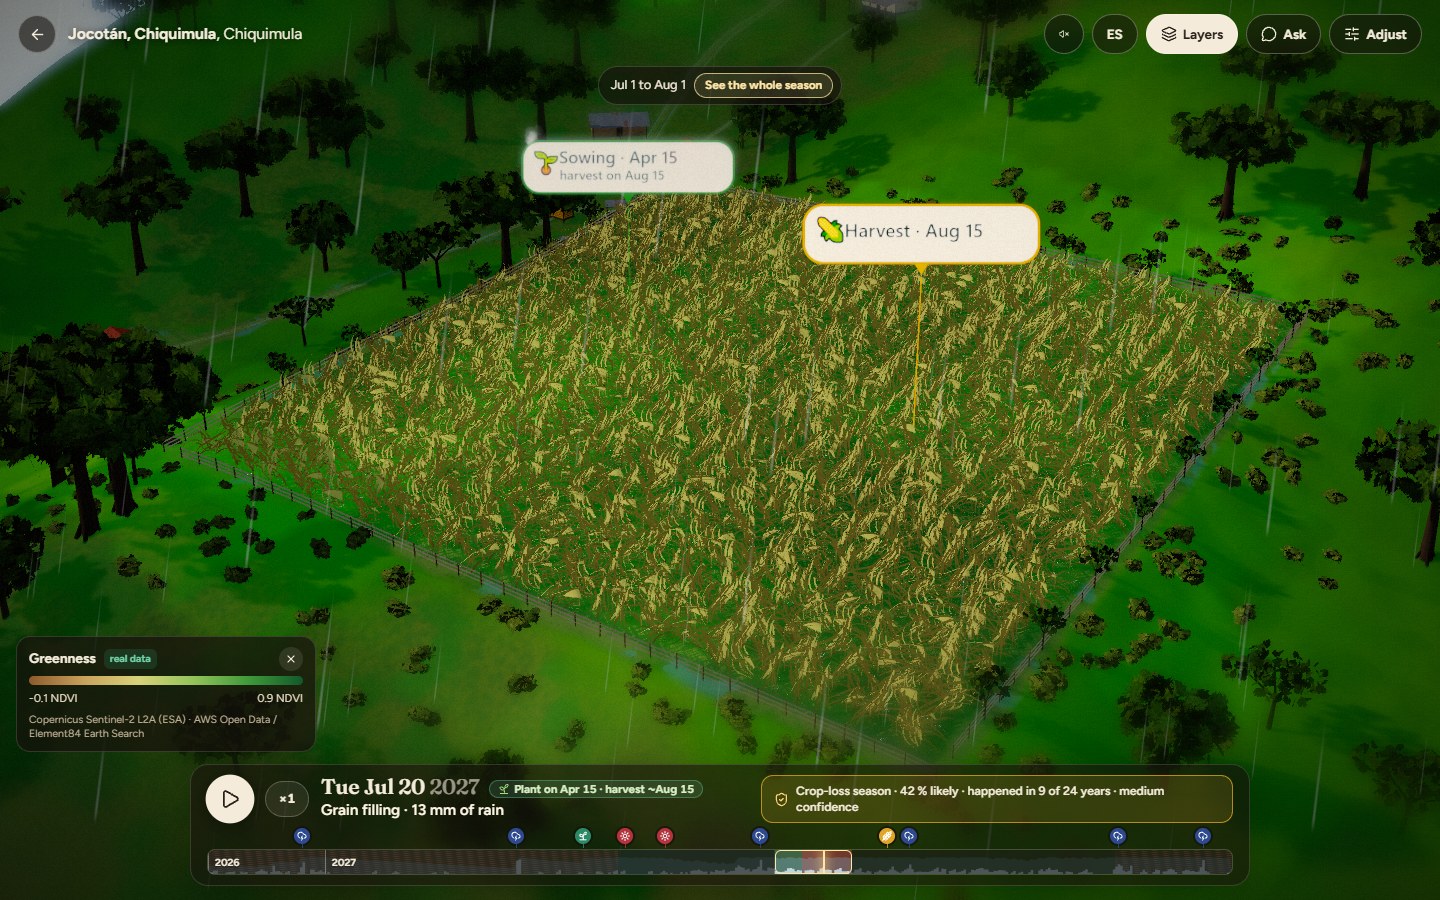 Jocotán, Chiquimula, Chiquimula
ES
Layers
Ask
Adjust
Jul 1 to Aug 1
See the whole season
Sowing · Apr 15
harvest on Aug 15
Harvest · Aug 15
Greenness
real data
-0.1 NDVI
0.9 NDVI
Copernicus Sentinel-2 L2A (ESA) · AWS Open Data /
Element84 Earth Search
×1
Tue Jul 20 2027
Plant on Apr 15 · harvest ~Aug 15
Grain filling · 13 mm of rain
Crop-loss season · 42 % likely · happened in 9 of 24 years · medium
confidence
2026
2027